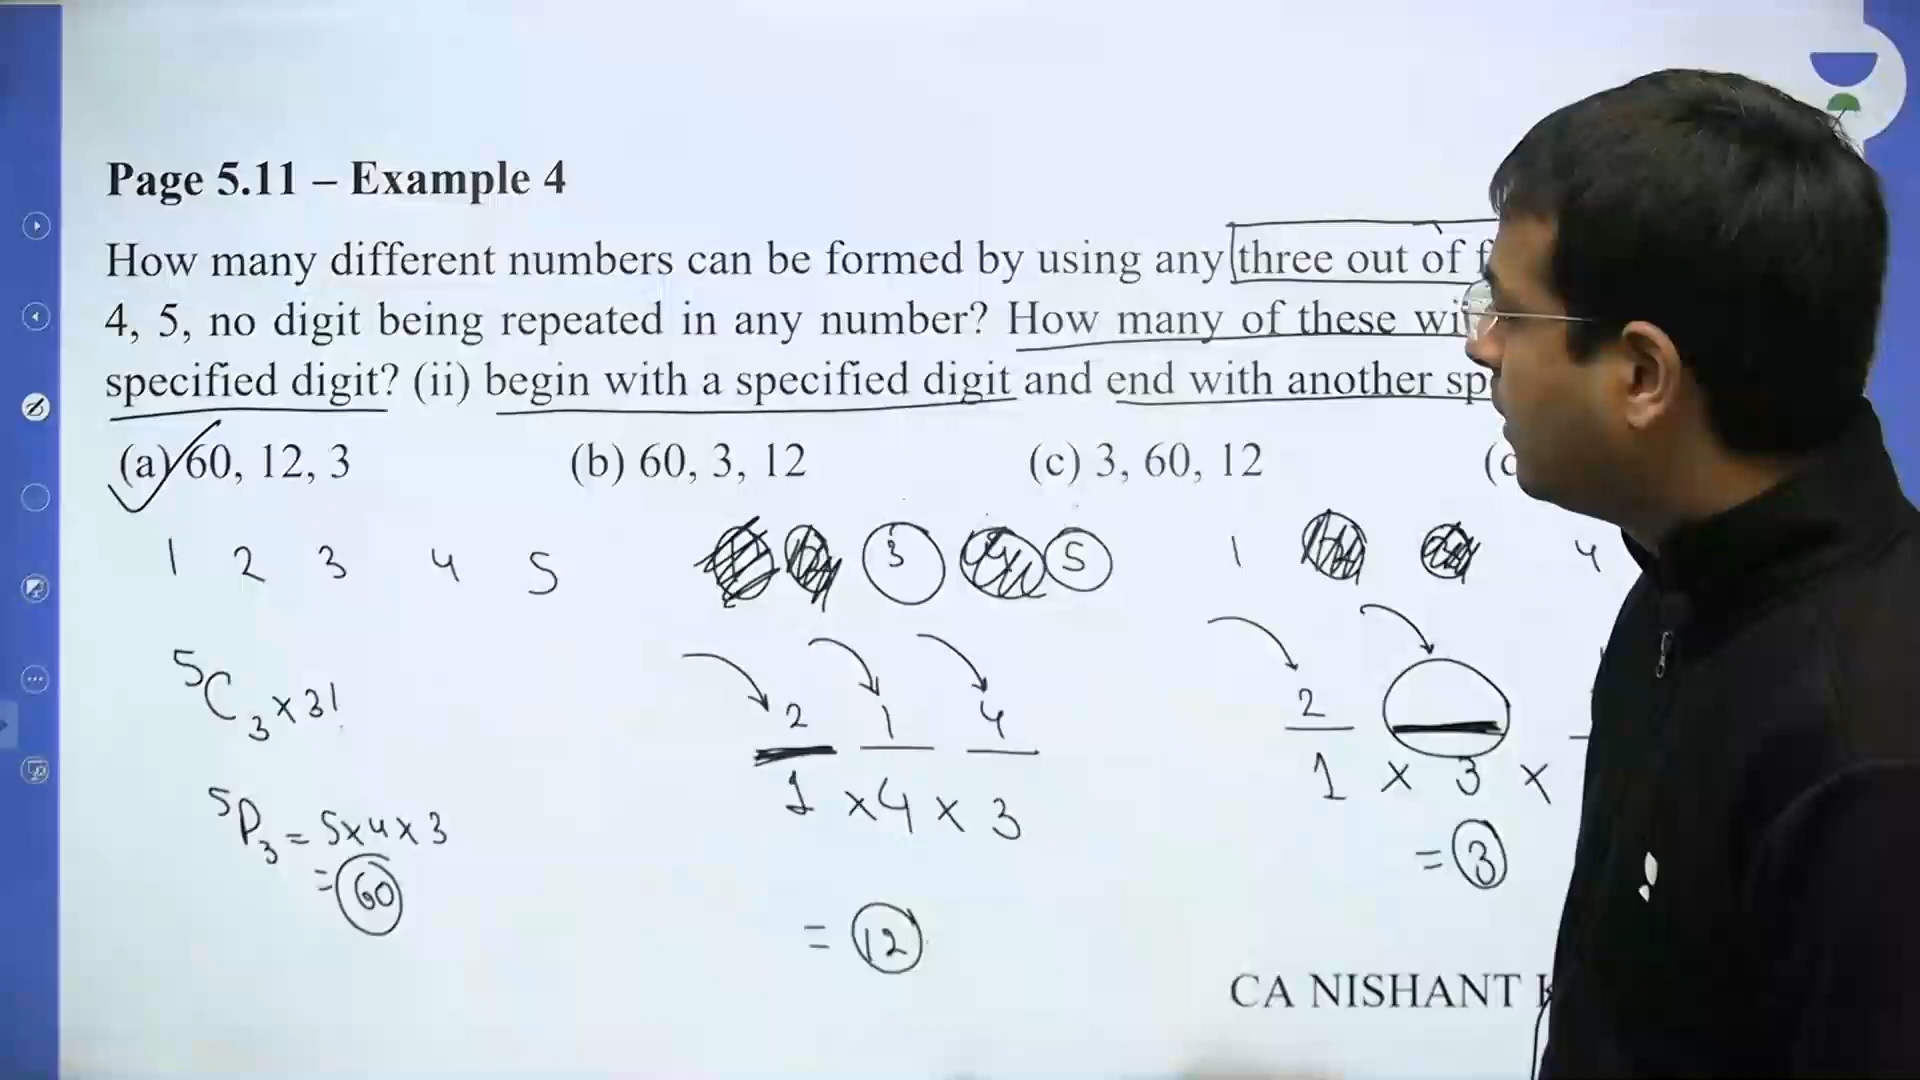 Page 5.11 – Example 4
How many different numbers can be formed by using any three out of
4, 5, no digit being repeated in any number? How many of these
specified digit? (ii) begin with a specified digit and end with another
(a) 60, 12, 3 (b) 60, 3, 12 (c) 3, 60, 12
1 2 3 4 5 3 5 1 4
5C3 × 3!
2 1 4 2
1 × 4 × 3 1 × 3 ×
5P3 = 5×4×3
= 60
= 3
= 12
CA NISHANT